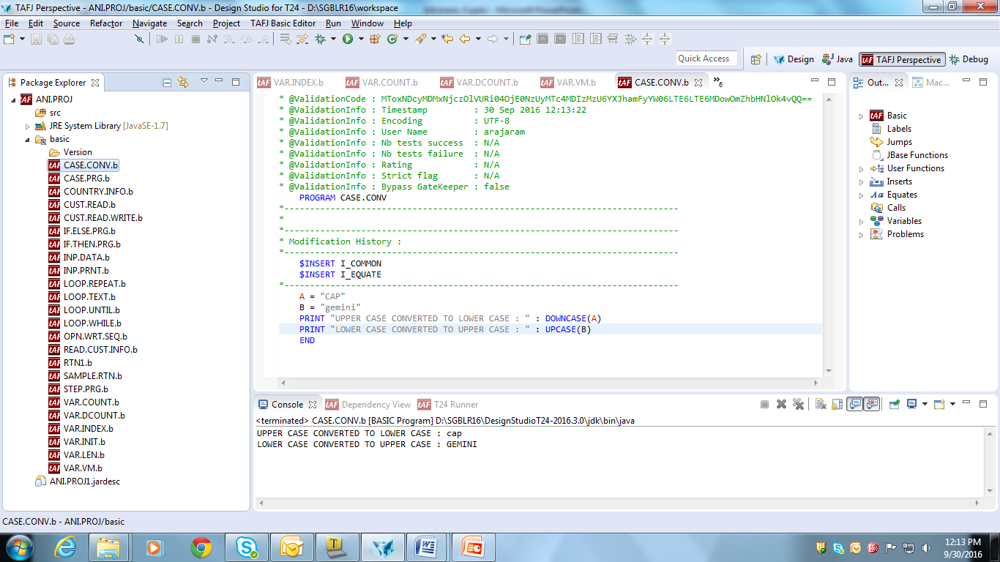 TAFJ Perspective - ANI.PROJ/basic/CASE.CONV.b - Design Studio for T24 - D:\SGBLR16\workspace
File Edit Source Refactor Navigate Search Project TAFJ Basic Editor Run Window Help
Quick Access
Design Java TAFJ Perspective Debug
Package Explorer
ANI.PROJ
src
JRE System Library [JavaSE-1.7]
basic
Version
CASE.CONV.b
CASE.PRG.b
COUNTRY.INFO.b
CUST.READ.b
CUST.READ.WRITE.b
IF.ELSE.PRG.b
IF.THEN.PRG.b
INP.DATA.b
INP.PRNT.b
LOOP.REPEAT.b
LOOP.TEXT.b
LOOP.UNTIL.b
LOOP.WHILE.b
OPN.WRT.SEQ.b
READ.CUST.INFO.b
RTN1.b
SAMPLE.RTN.b
STEP.PRG.b
VAR.COUNT.b
VAR.DCOUNT.b
VAR.INDEX.b
VAR.INIT.b
VAR.LEN.b
VAR.VM.b
ANI.PROJ1.jardesc
VAR.INDEX.b VAR.COUNT.b VAR.DCOUNT.b VAR.VM.b CASE.CONV.b »6
* @ValidationCode : MToxNDcyMDMxNjczOlVURi04OjE0NzUyMTc4MDIzMzU6YXJhamFyYW06LTE6LTE6MDowOmZhbHNlOk4vQQ==
* @ValidationInfo : Timestamp : 30 Sep 2016 12:13:22
* @ValidationInfo : Encoding : UTF-8
* @ValidationInfo : User Name : arajaram
* @ValidationInfo : Nb tests success : N/A
* @ValidationInfo : Nb tests failure : N/A
* @ValidationInfo : Rating : N/A
* @ValidationInfo : Strict flag : N/A
* @ValidationInfo : Bypass GateKeeper : false
PROGRAM CASE.CONV
*-----------------------------------------------------------------------------
*
*-----------------------------------------------------------------------------
* Modification History :
*-----------------------------------------------------------------------------
$INSERT I_COMMON
$INSERT I_EQUATE
*-----------------------------------------------------------------------------
A = "CAP"
B = "gemini"
PRINT "UPPER CASE CONVERTED TO LOWER CASE : " : DOWNCASE(A)
PRINT "LOWER CASE CONVERTED TO UPPER CASE : " : UPCASE(B)
END
Out... Mac...
Basic
Labels
Jumps
JBase Functions
User Functions
Inserts
Equates
Calls
Variables
Problems
Console Dependency View T24 Runner
<terminated> CASE.CONV.b [BASIC Program] D:\SGBLR16\DesignStudioT24-2016.3.0\jdk\bin\java
UPPER CASE CONVERTED TO LOWER CASE : cap
LOWER CASE CONVERTED TO UPPER CASE : GEMINI
CASE.CONV.b - ANI.PROJ/basic
12:13 PM
9/30/2016